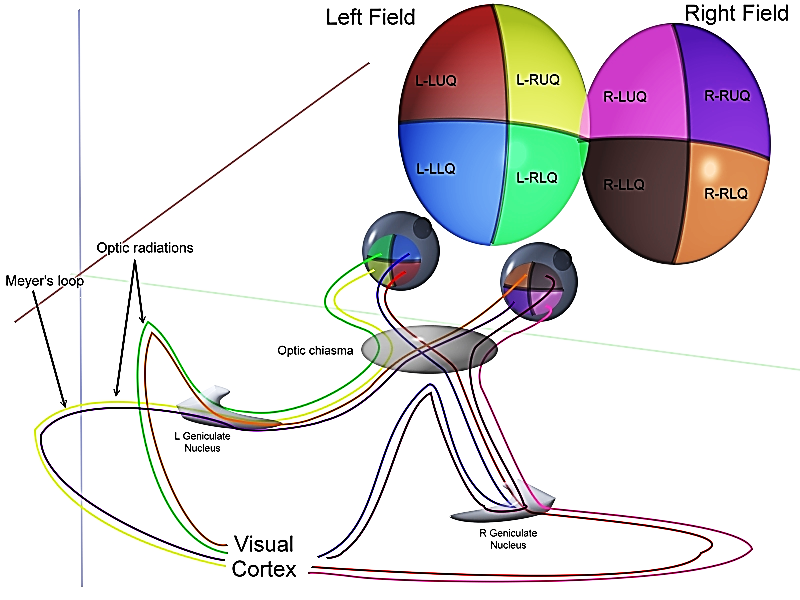 Left Field
Right Field
L-LUQ
L-RUQ
R-LUQ
R-RUQ
L-LLQ
L-RLQ
R-LLQ
R-RLQ
Optic radiations
Meyer's loop
Optic chiasma
L Geniculate
Nucleus
R Geniculate
Nucleus
Visual
Cortex